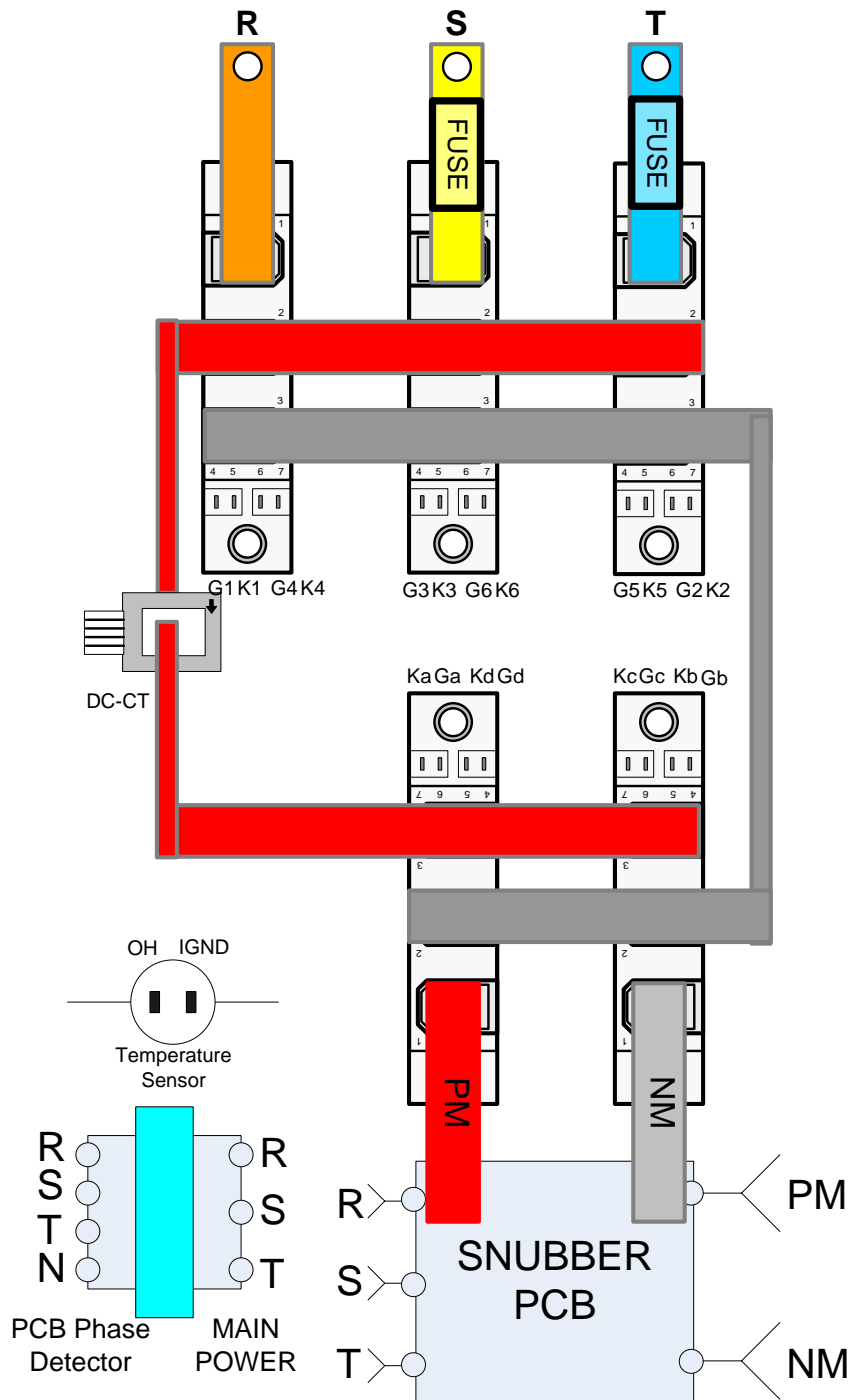 R S T
FUSE FUSE
1 1 1
2 2 2
3 3 3
4 5 6 7 4 5 6 7 4 5 6 7
G1 K1 G4 K4 G3 K3 G6 K6 G5 K5 G2 K2
DC-CT
Ka Ga Kd Gd Kc Gc Kb Gb
7 6 5 4 7 6 5 4
3 3
2 2
1 1
OH IGND
Temperature
Sensor
PM NM
R R
S S
T
N T
PCB Phase
Detector
MAIN
POWER
R PM
SNUBBER
PCB
S
T NM